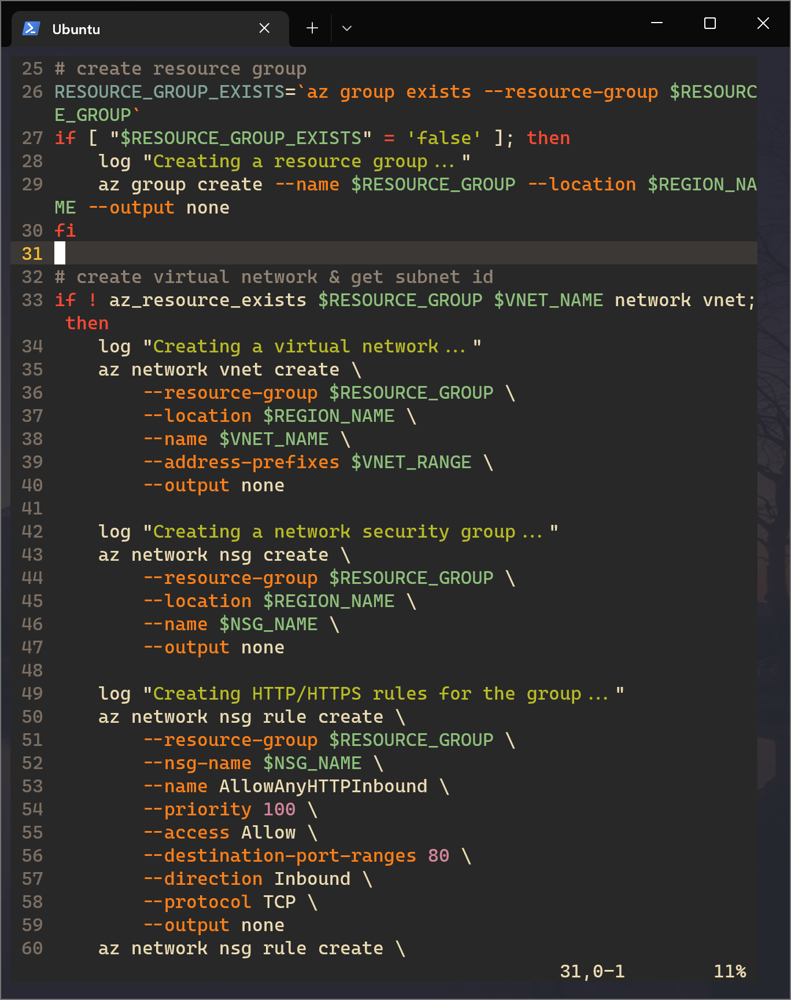 Ubuntu
25 # create resource group
26 RESOURCE_GROUP_EXISTS=`az group exists --resource-group $RESOURC
E_GROUP`
27 if [ "$RESOURCE_GROUP_EXISTS" = 'false' ]; then
28     log "Creating a resource group..."
29     az group create --name $RESOURCE_GROUP --location $REGION_NA
ME --output none
30 fi
31
32 # create virtual network & get subnet id
33 if ! az_resource_exists $RESOURCE_GROUP $VNET_NAME network vnet;
 then
34     log "Creating a virtual network..."
35     az network vnet create \
36         --resource-group $RESOURCE_GROUP \
37         --location $REGION_NAME \
38         --name $VNET_NAME \
39         --address-prefixes $VNET_RANGE \
40         --output none
41
42     log "Creating a network security group..."
43     az network nsg create \
44         --resource-group $RESOURCE_GROUP \
45         --location $REGION_NAME \
46         --name $NSG_NAME \
47         --output none
48
49     log "Creating HTTP/HTTPS rules for the group..."
50     az network nsg rule create \
51         --resource-group $RESOURCE_GROUP \
52         --nsg-name $NSG_NAME \
53         --name AllowAnyHTTPInbound \
54         --priority 100 \
55         --access Allow \
56         --destination-port-ranges 80 \
57         --direction Inbound \
58         --protocol TCP \
59         --output none
60     az network nsg rule create \
31,0-1 11%